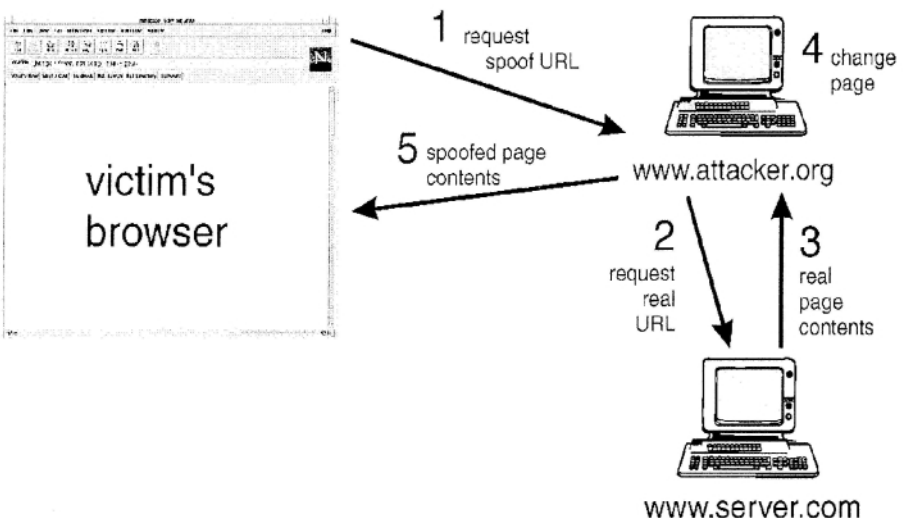 1 request
spoof URL
4 change
page
5 spoofed page
contents
www.attacker.org
victim's
browser
2
request
real
URL
3
real
page
contents
www.server.com
N